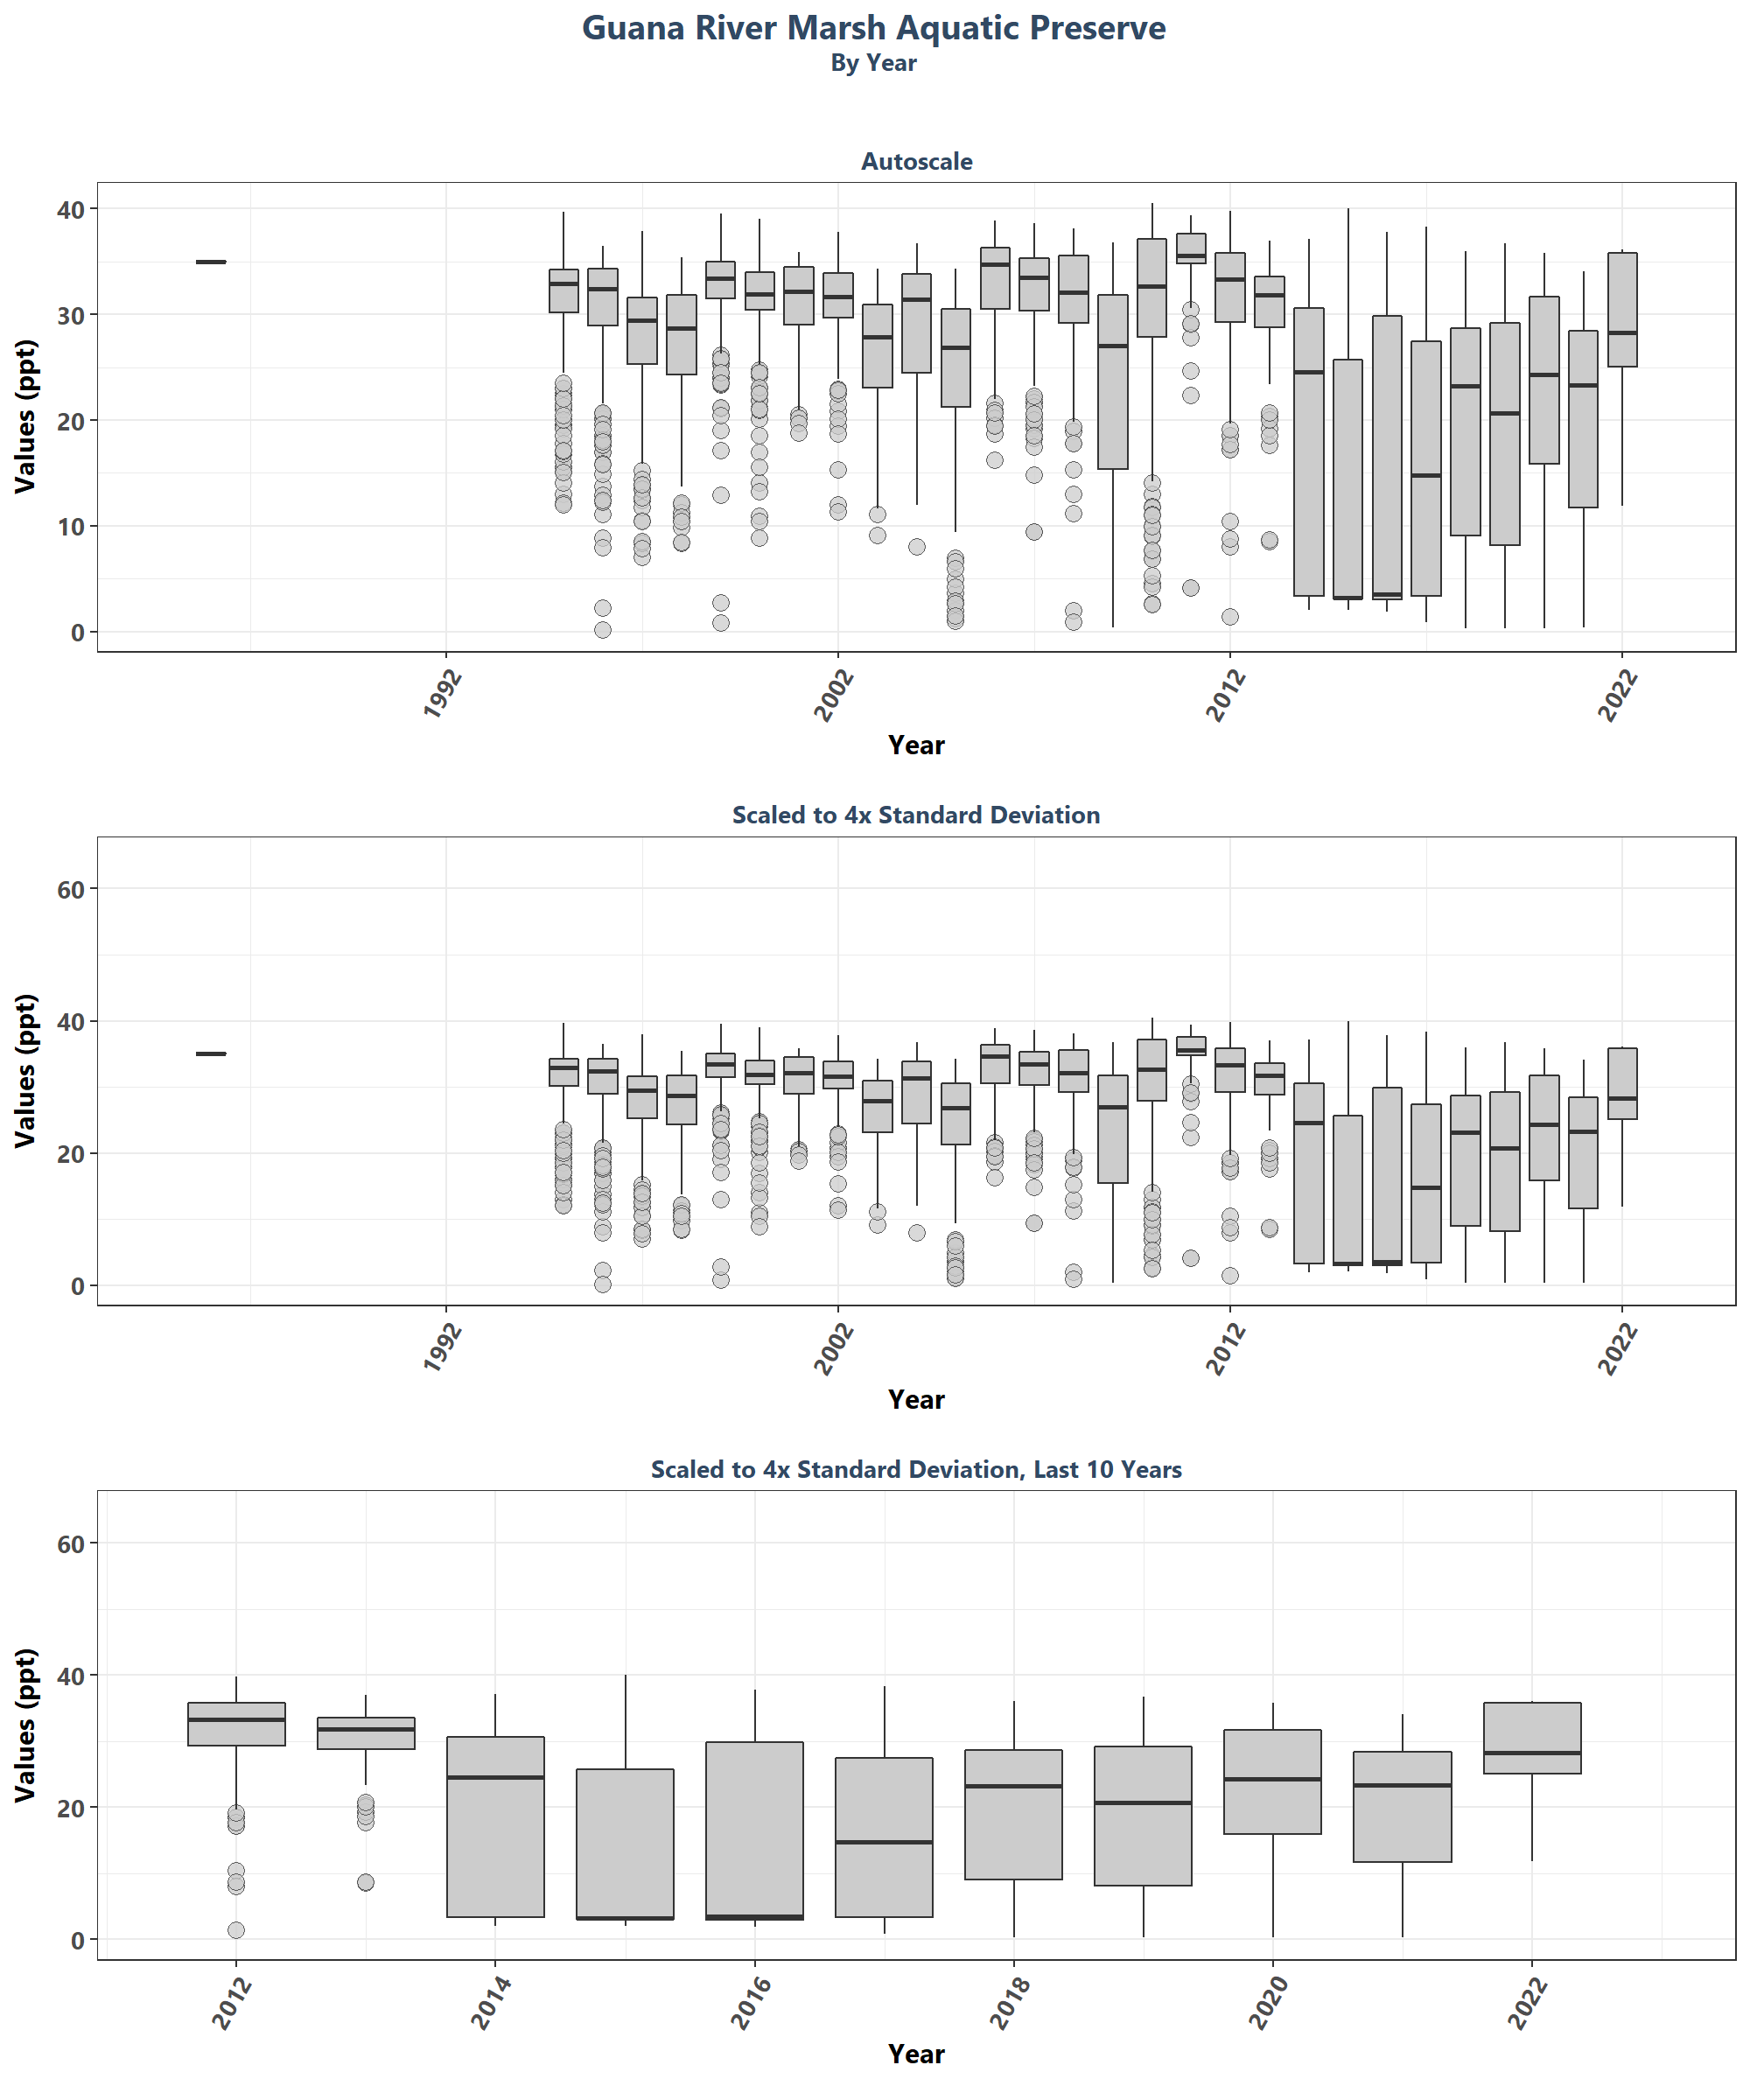 Guana River Marsh Aquatic Preserve
By Year
Autoscale
Values (ppt)
40
30
20
10
0
1992
2002
2012
2022
Year
Scaled to 4x Standard Deviation
Values (ppt)
60
40
20
0
1992
2002
2012
2022
Year
Scaled to 4x Standard Deviation, Last 10 Years
Values (ppt)
60
40
20
0
2012
2014
2016
2018
2020
2022
Year